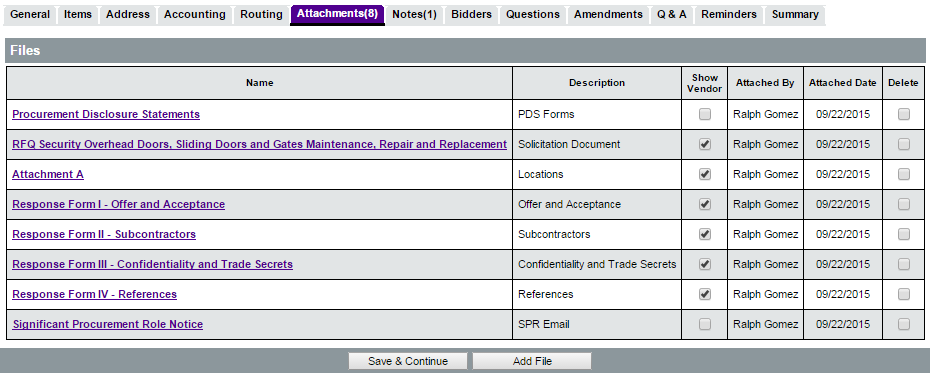 General Items Address Accounting Routing Attachments(8) Notes(1) Bidders Questions Amendments Q & A Reminders Summary
Files
Name Description Show Vendor Attached By Attached Date Delete
Procurement Disclosure Statements PDS Forms Ralph Gomez 09/22/2015
RFQ Security Overhead Doors, Sliding Doors and Gates Maintenance, Repair and Replacement Solicitation Document Ralph Gomez 09/22/2015
Attachment A Locations Ralph Gomez 09/22/2015
Response Form I - Offer and Acceptance Offer and Acceptance Ralph Gomez 09/22/2015
Response Form II - Subcontractors Subcontractors Ralph Gomez 09/22/2015
Response Form III - Confidentiality and Trade Secrets Confidentiality and Trade Secrets Ralph Gomez 09/22/2015
Response Form IV - References References Ralph Gomez 09/22/2015
Significant Procurement Role Notice SPR Email Ralph Gomez 09/22/2015
Save & Continue Add File